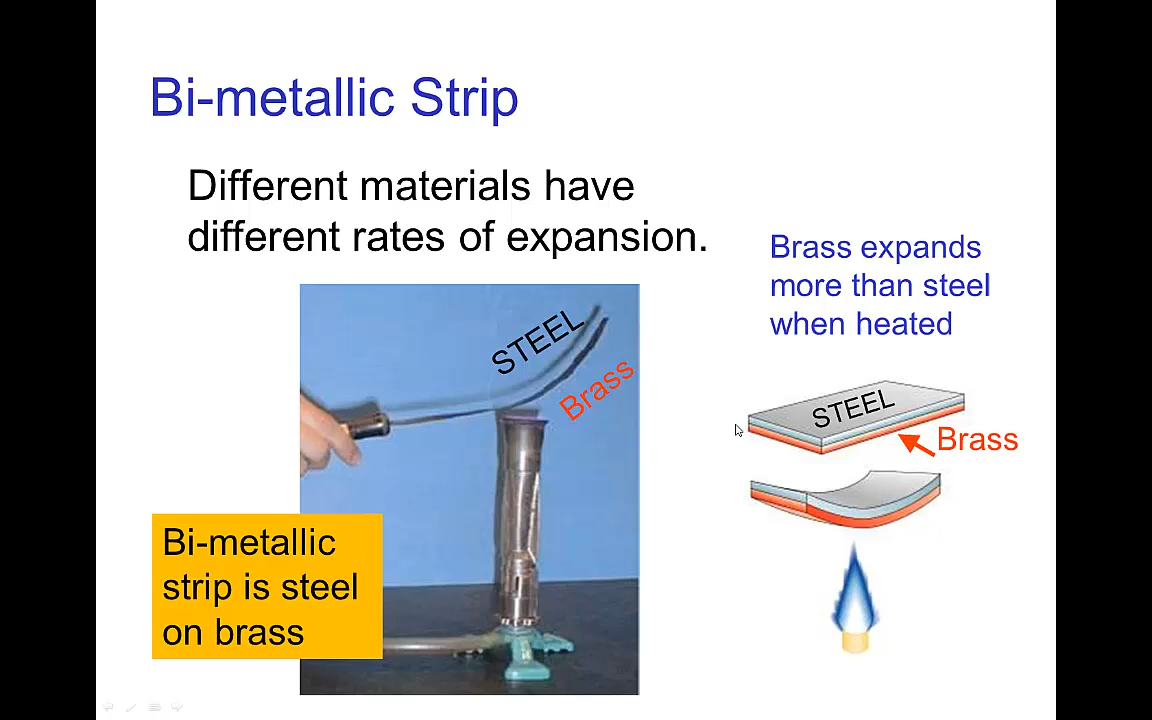 Bi-metallic Strip
Different materials have
different rates of expansion.
Brass expands
more than steel
when heated
STEEL
Brass
STEEL
Brass
Bi-metallic
strip is steel
on brass